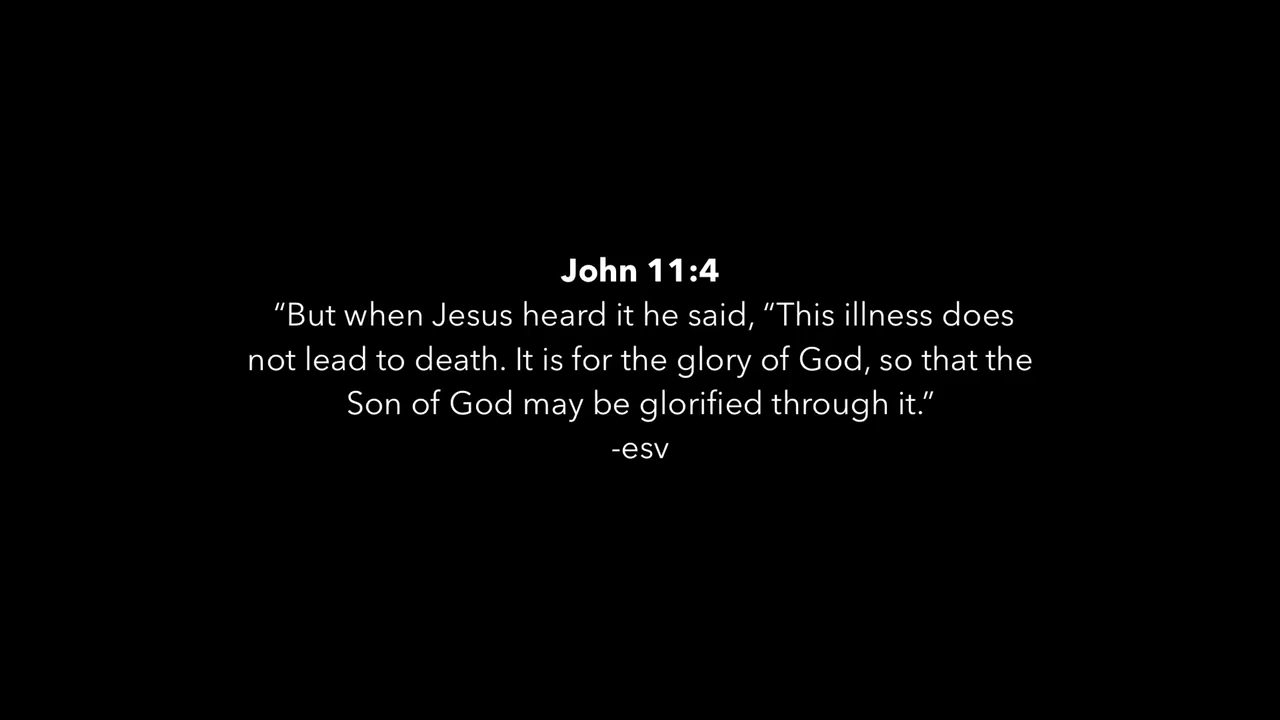 John 11:4
“But when Jesus heard it he said, “This illness does
not lead to death. It is for the glory of God, so that the
Son of God may be glorified through it.”
-esv